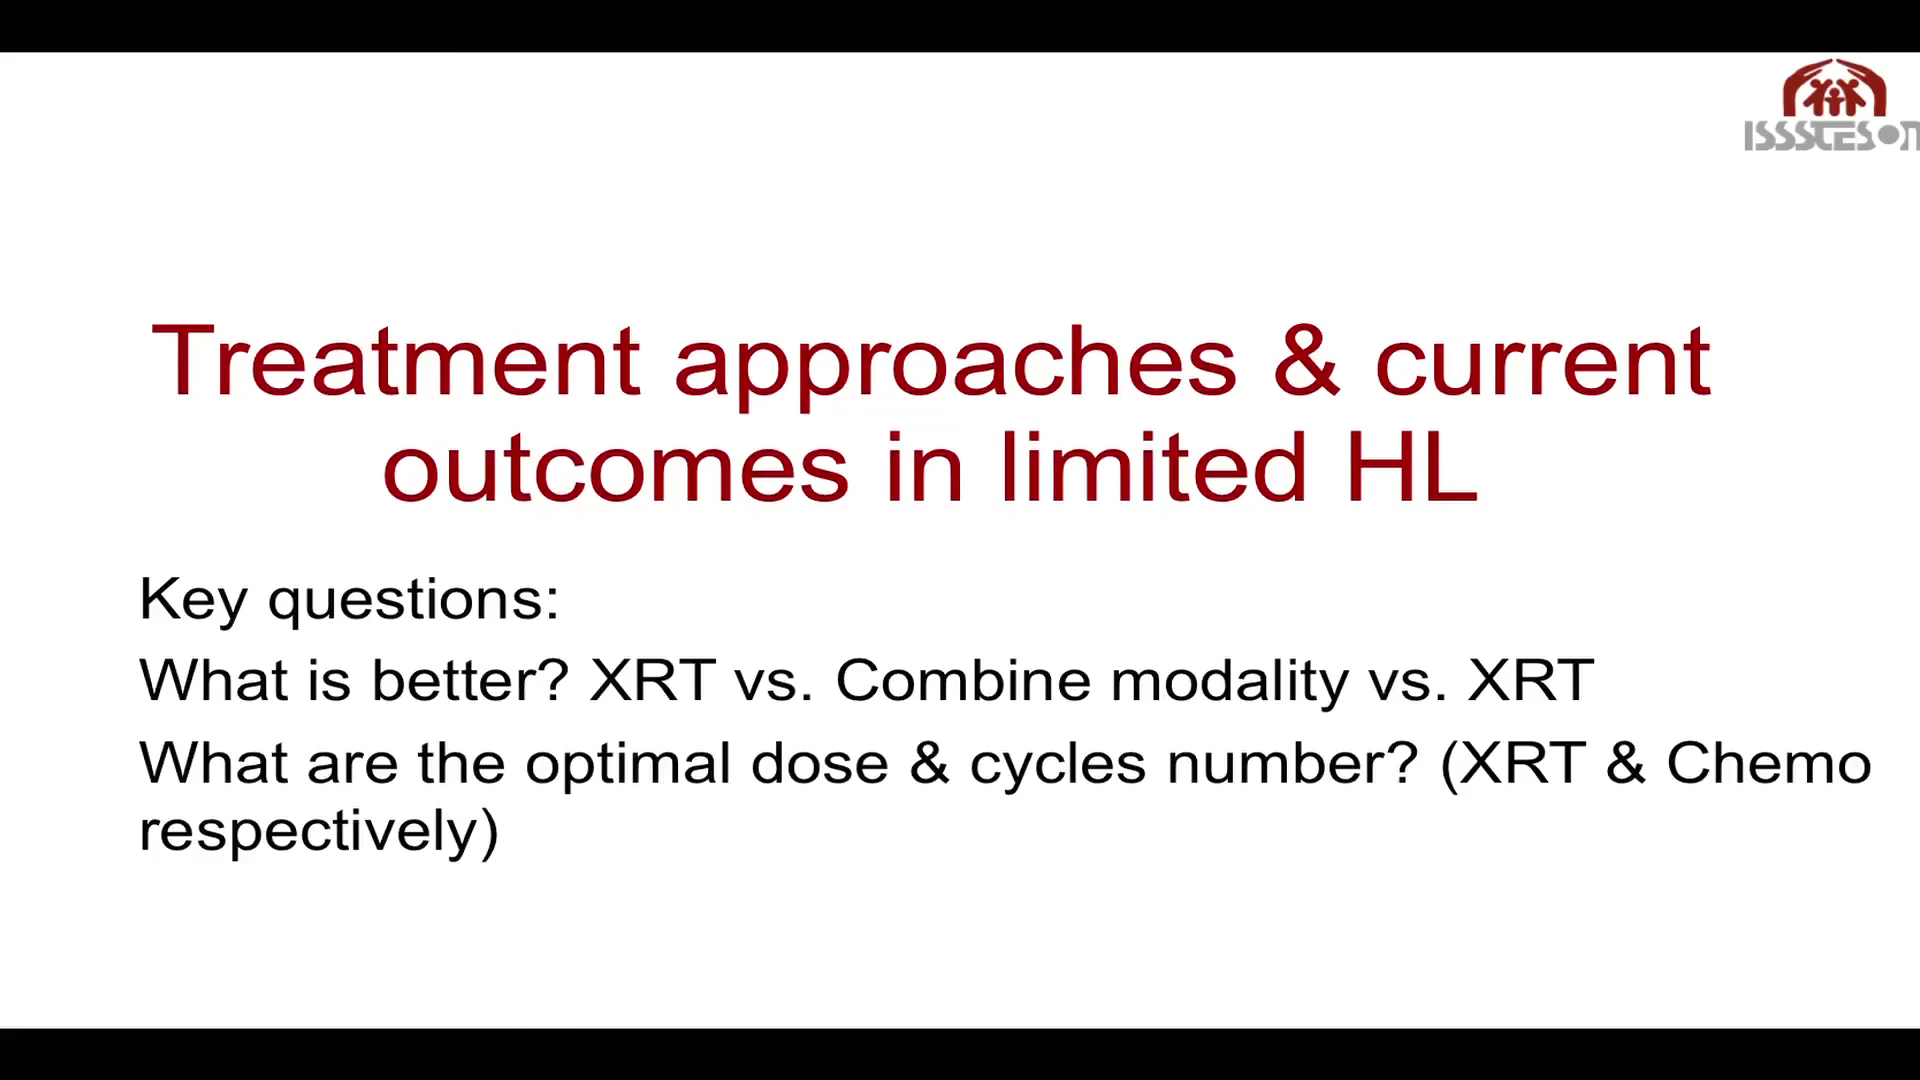 ISSSTESON
Treatment approaches & current
outcomes in limited HL
Key questions:
What is better? XRT vs. Combine modality vs. XRT
What are the optimal dose & cycles number? (XRT & Chemo
respectively)